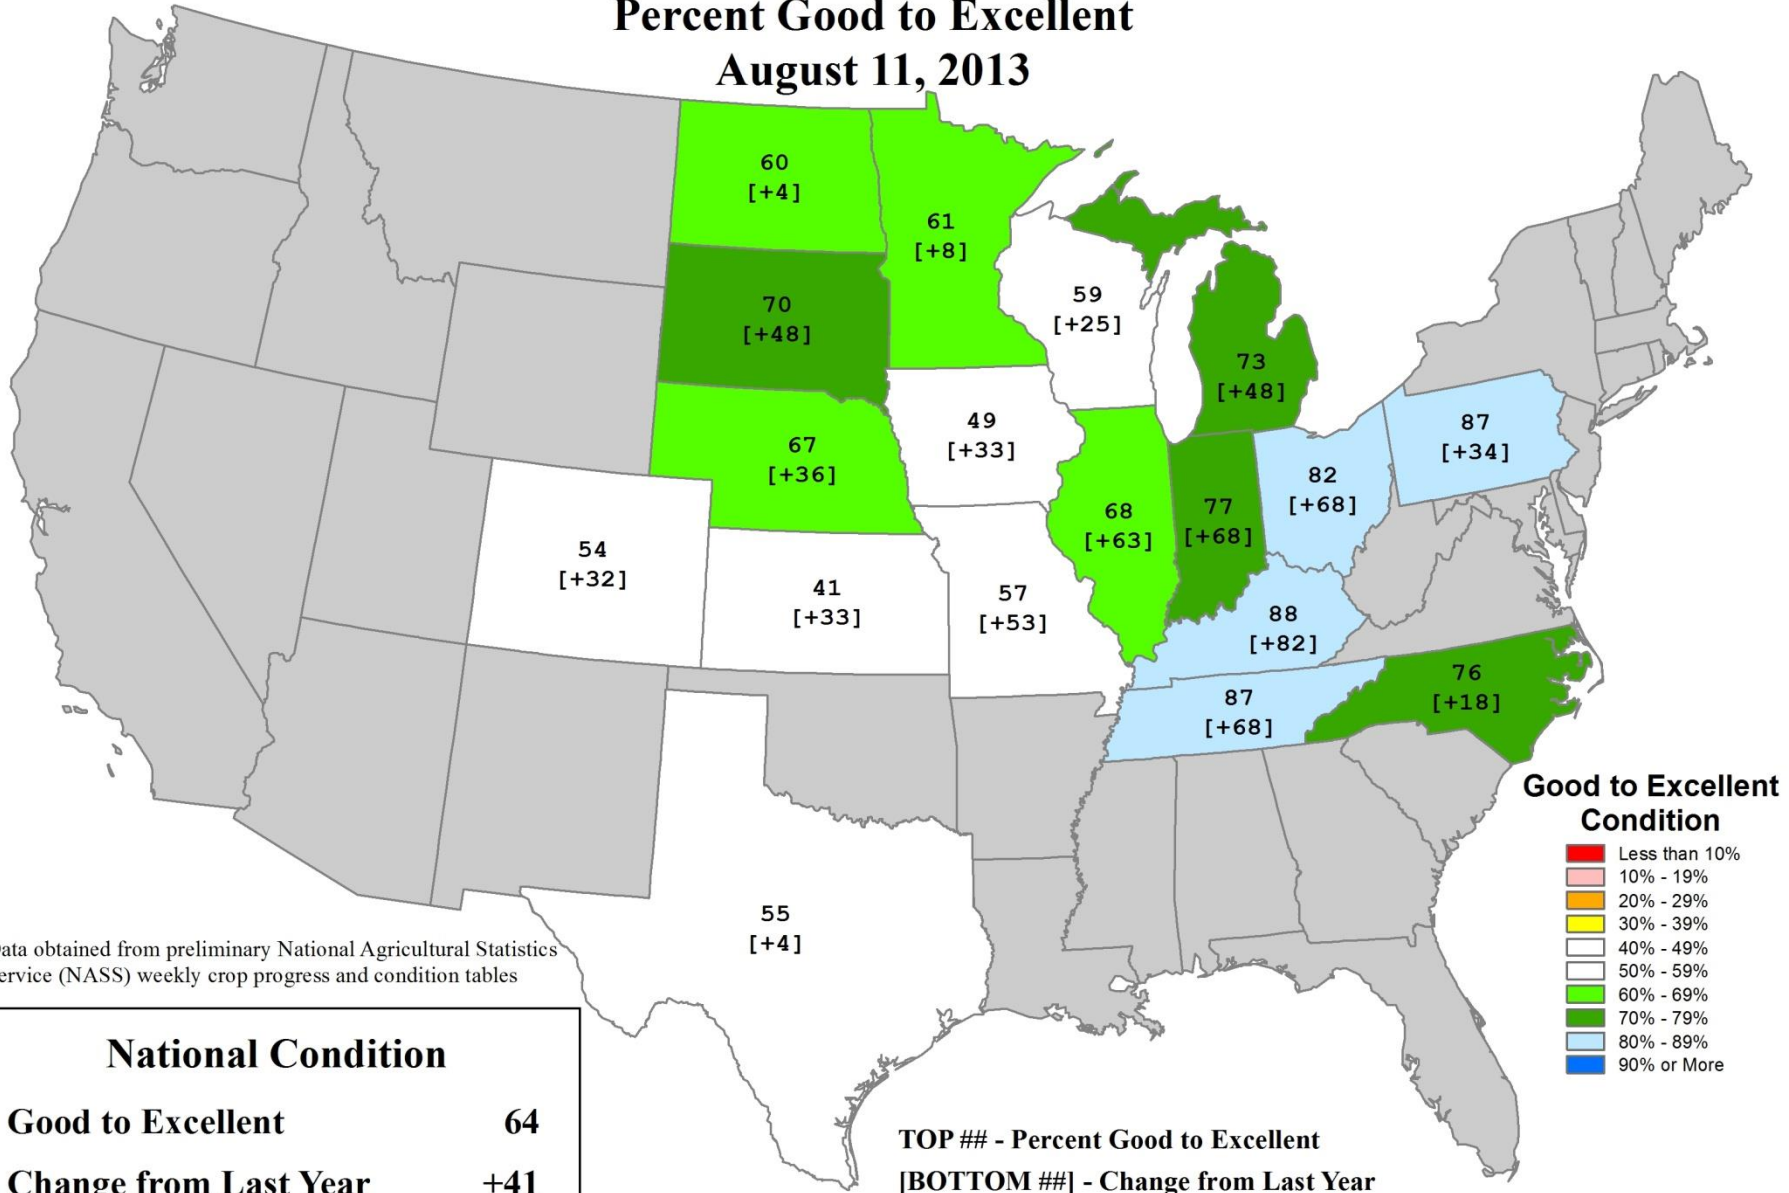 Percent Good to Excellent
August 11, 2013
60
[+4]
61
[+8]
70
[+48]
59
[+25]
73
[+48]
67
[+36]
49
[+33]
87
[+34]
82
[+68]
77
[+68]
68
[+63]
54
[+32]
41
[+33]
57
[+53]
88
[+82]
76
[+18]
87
[+68]
55
[+4]
Good to Excellent
Condition
Less than 10%
10% - 19%
20% - 29%
30% - 39%
40% - 49%
50% - 59%
60% - 69%
70% - 79%
80% - 89%
90% or More
ata obtained from preliminary National Agricultural Statistics
ervice (NASS) weekly crop progress and condition tables
National Condition
Good to Excellent 64
Change from Last Year +41
TOP ## - Percent Good to Excellent
[BOTTOM ##] - Change from Last Year